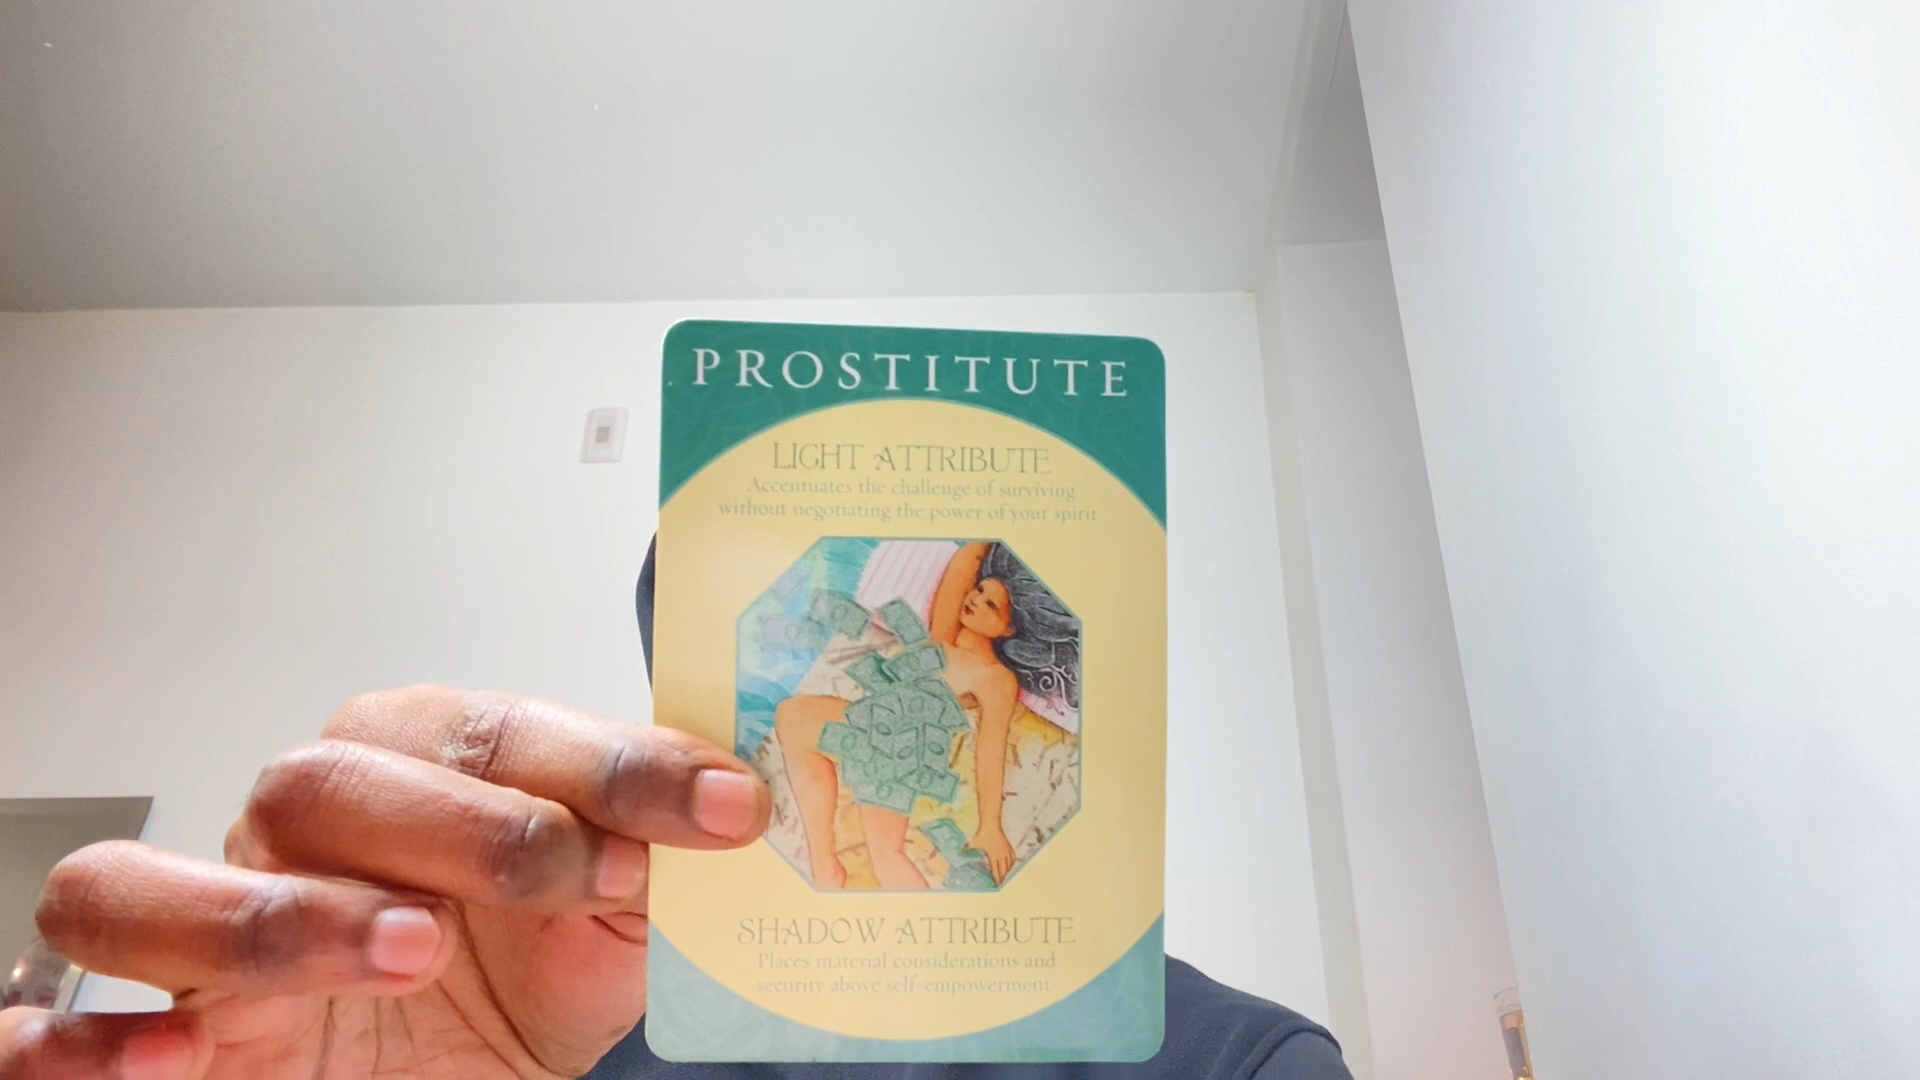 PROSTITUTE
LIGHT ATTRIBUTE
Accentuates the challenge of surviving
without negotiating the power of your spirit.
SHADOW ATTRIBUTE
Places material considerations and
security above self-empowerment